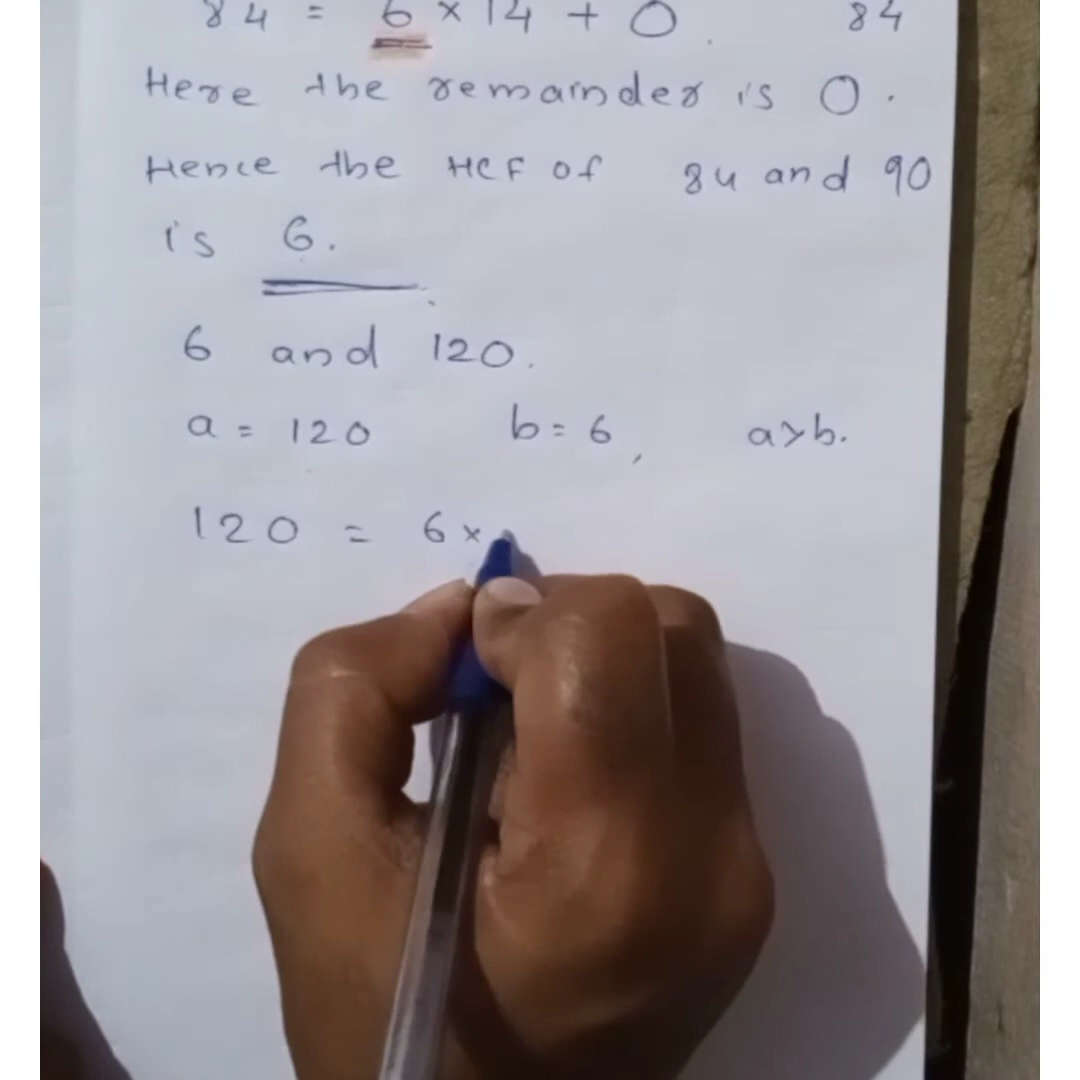 84 = 6 × 14 + 0. 84
Here the remainder is 0.
Hence the HCF of 84 and 90
is 6.
6 and 120.
a = 120 b = 6, a>b.
120 = 6 ×